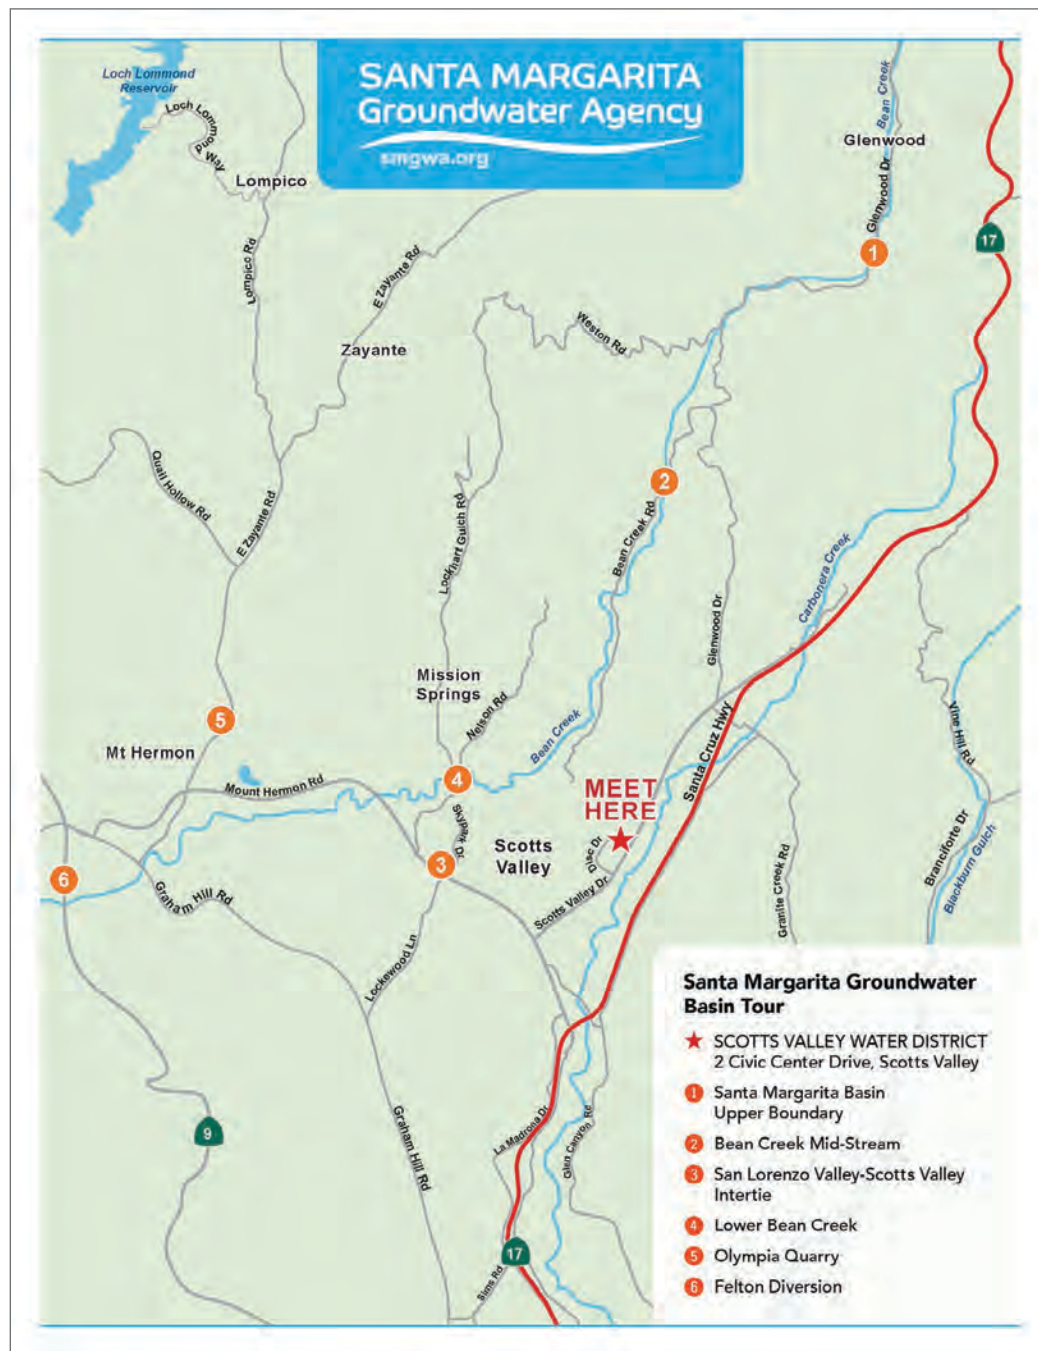 SANTA MARGARITA
Groundwater Agency
smgwa.org
Loch Lommond
Reservoir
Loch Lommond Way
Lompico
Lompico Rd
E Zayante Rd
Zayante
Glenwood
Bean Creek
Glenwood Dr
1
17
Weston Rd
Quail Hollow Rd
E Zayante Rd
Lockhart Gulch Rd
2
Bean Creek Rd
Carbonera Creek
Glenwood Dr
Mission
Springs
Nelson Rd
Bean Creek
Santa Cruz Hwy
Vine Hill Rd
5
Mt Hermon
Mount Hermon Rd
4
Skypark Dr
MEET
HERE
Disc Dr
Scotts
Valley
3
6
Graham Hill Rd
Scotts Valley Dr
Granite Creek Rd
Branciforte Dr
Blackburn Gulch
Lockewood Ln
Graham Hill Rd
9
La Madrona Dr
Glen Canyon Rd
17
Sims Rd
Santa Margarita Groundwater
Basin Tour
SCOTTS VALLEY WATER DISTRICT
2 Civic Center Drive, Scotts Valley
1 Santa Margarita Basin
Upper Boundary
2 Bean Creek Mid-Stream
3 San Lorenzo Valley-Scotts Valley
Intertie
4 Lower Bean Creek
5 Olympia Quarry
6 Felton Diversion